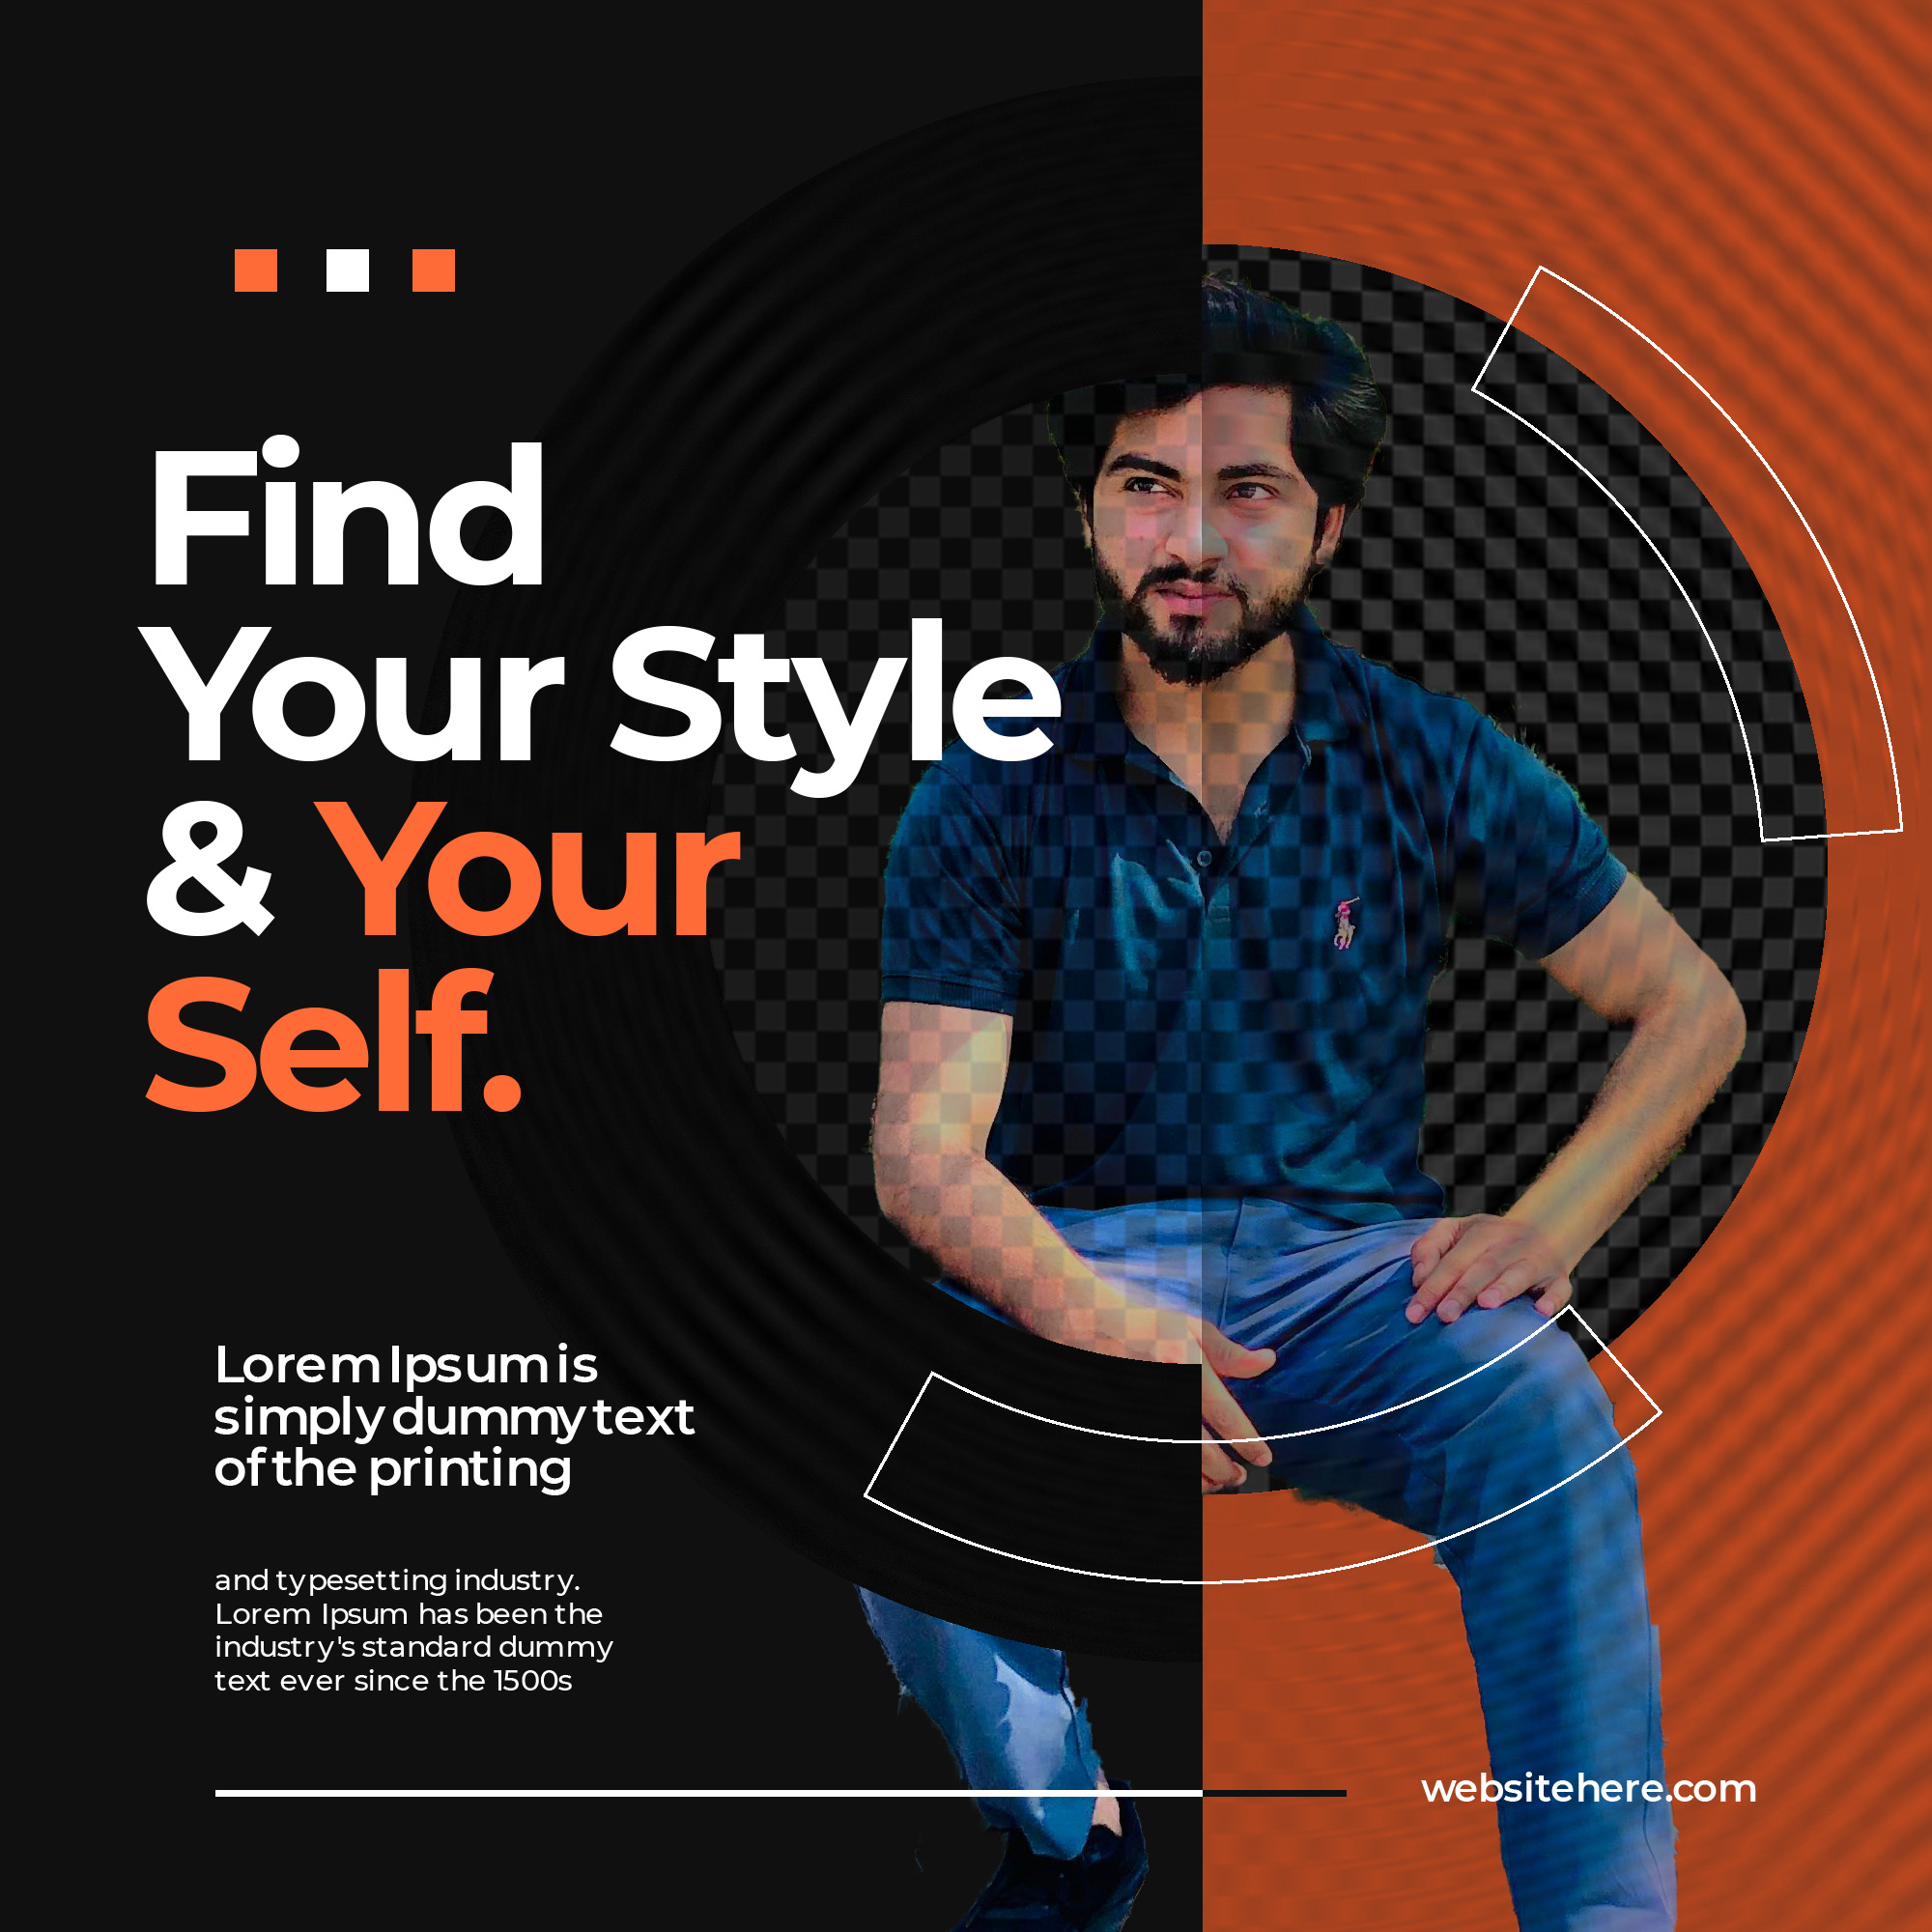 Find
Your Style
& Your
Self.
Lorem Ipsum is
simply dummy text
of the printing
and typesetting industry.
Lorem Ipsum has been the
industry's standard dummy
text ever since the 1500s
websitehere.com